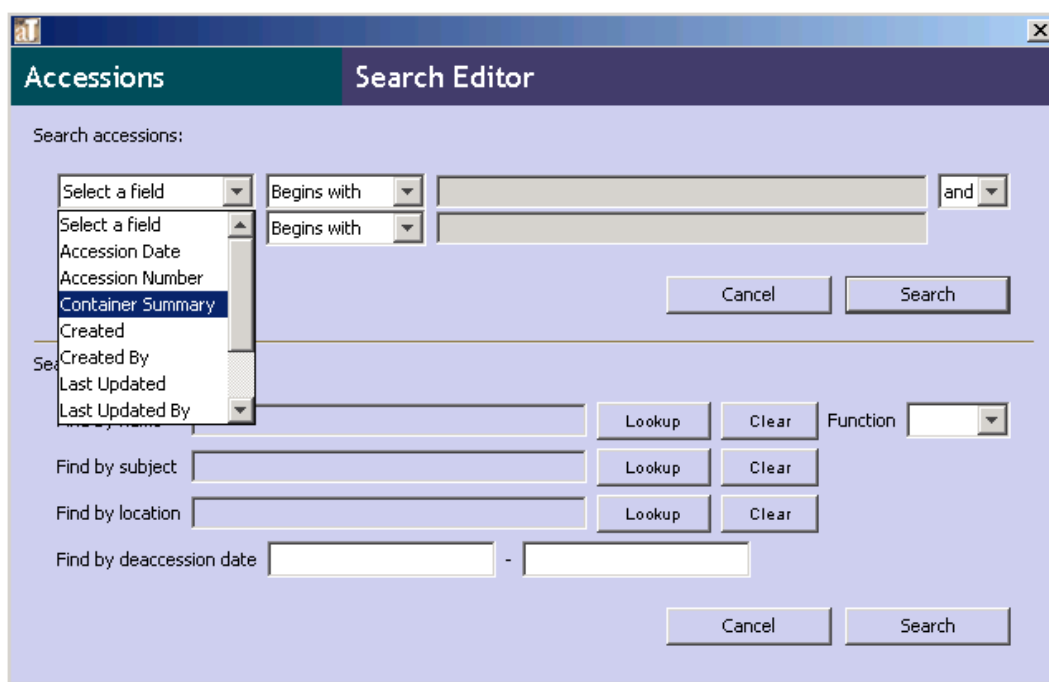 aT
Accessions Search Editor
Search accessions:
Select a field Begins with and
Select a field Begins with
Accession Date
Accession Number
Container Summary Cancel Search
Created
Created By
Last Updated
Last Updated By
Lookup Clear Function
Find by subject Lookup Clear
Find by location Lookup Clear
Find by deaccession date -
Cancel Search